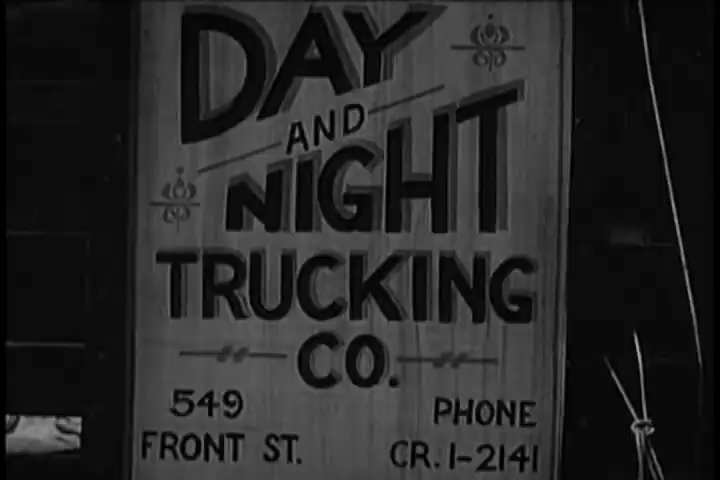 DAY
AND
NIGHT
TRUCKING
CO.
549 PHONE
FRONT ST. CR. 1-2141